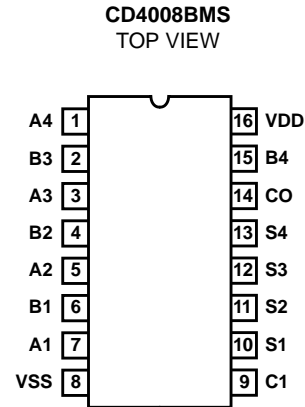 CD4008BMS
TOP VIEW
A4 1 16 VDD
B3 2 15 B4
A3 3 14 CO
B2 4 13 S4
A2 5 12 S3
B1 6 11 S2
A1 7 10 S1
VSS 8 9 C1